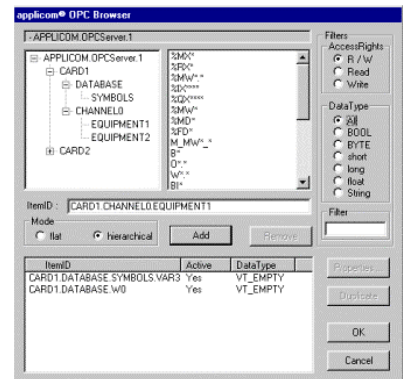 applicom® OPC Browser
- APPLICOM.OPCServer.1
APPLICOM.OPCServer.1
CARD1
DATABASE
SYMBOLS
CHANNEL0
EQUIPMENT1
EQUIPMENT2
CARD2
%MX*
%RX*
%MW*.*
%IX****
%QX****
%MW*
%MD*
%FD*
M_MW*_*
B*
O*.*
W*.*
BI*
Filters
AccessRights
R / W
Read
Write
DataType
All
BOOL
BYTE
short
long
float
String
Filter
ItemID : CARD1.CHANNEL0.EQUIPMENT1
Mode
flat hierarchical
Add
Remove
ItemID Active DataType
CARD1.DATABASE.SYMBOLS.VAR3 Yes VT_EMPTY
CARD1.DATABASE.W0 Yes VT_EMPTY
Properties...
Duplicate
OK
Cancel